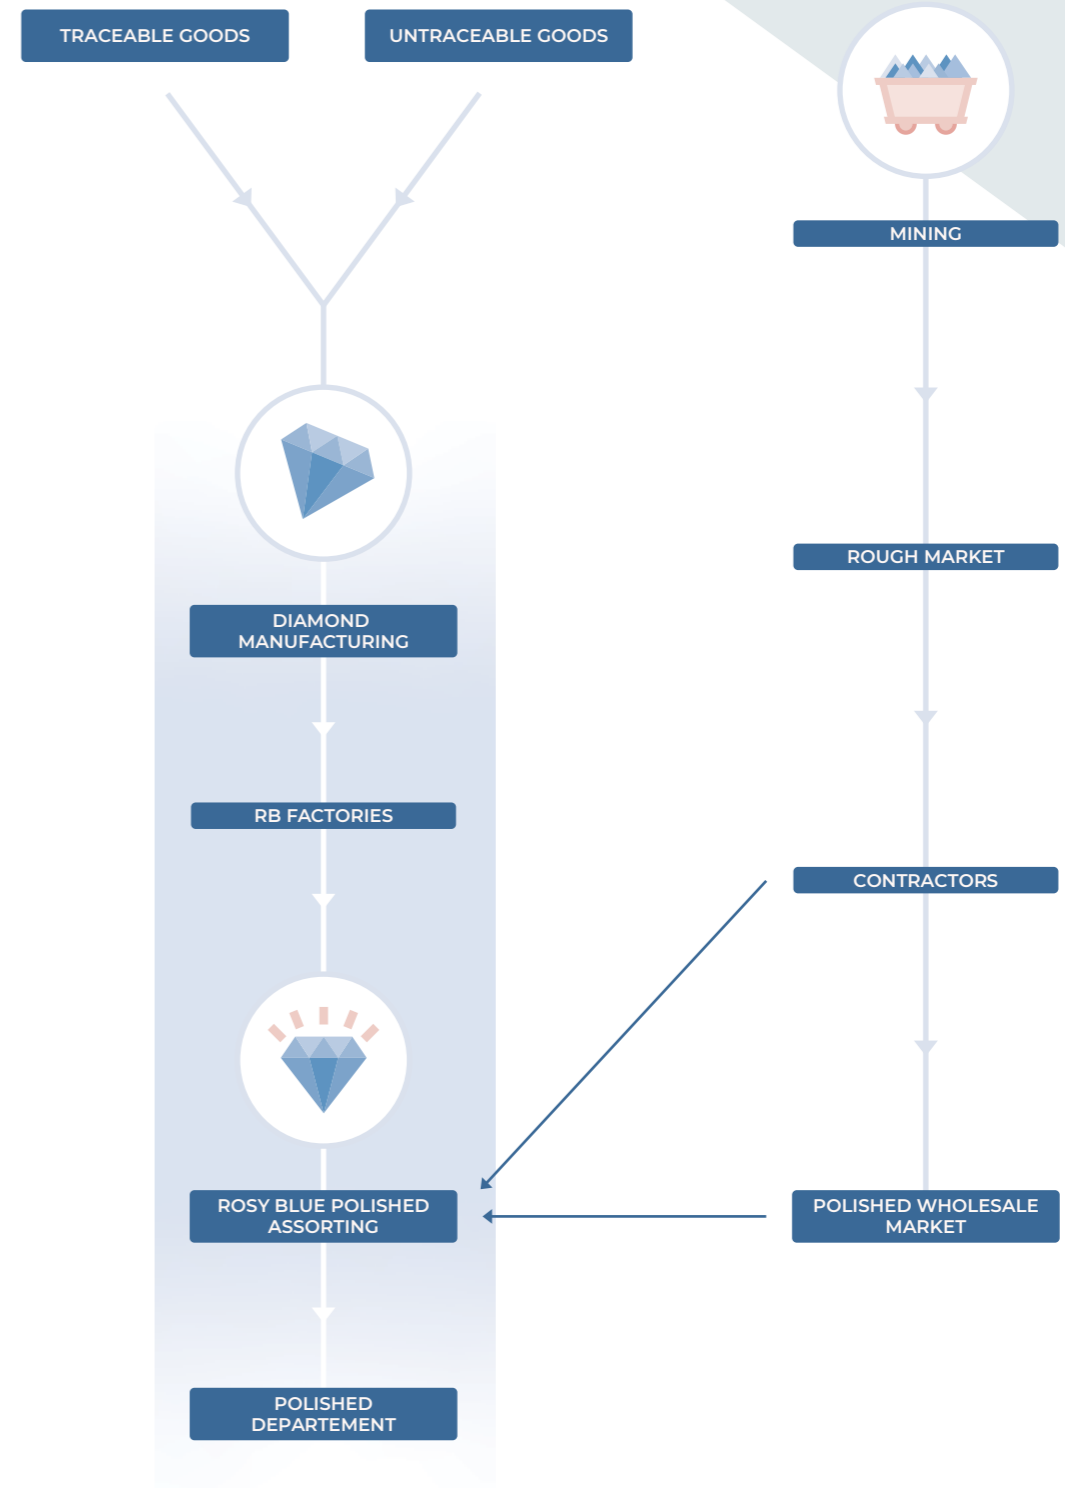 TRACEABLE GOODS
UNTRACEABLE GOODS
MINING
ROUGH MARKET
DIAMOND
MANUFACTURING
RB FACTORIES
CONTRACTORS
ROSY BLUE POLISHED
ASSORTING
POLISHED WHOLESALE
MARKET
POLISHED
DEPARTEMENT